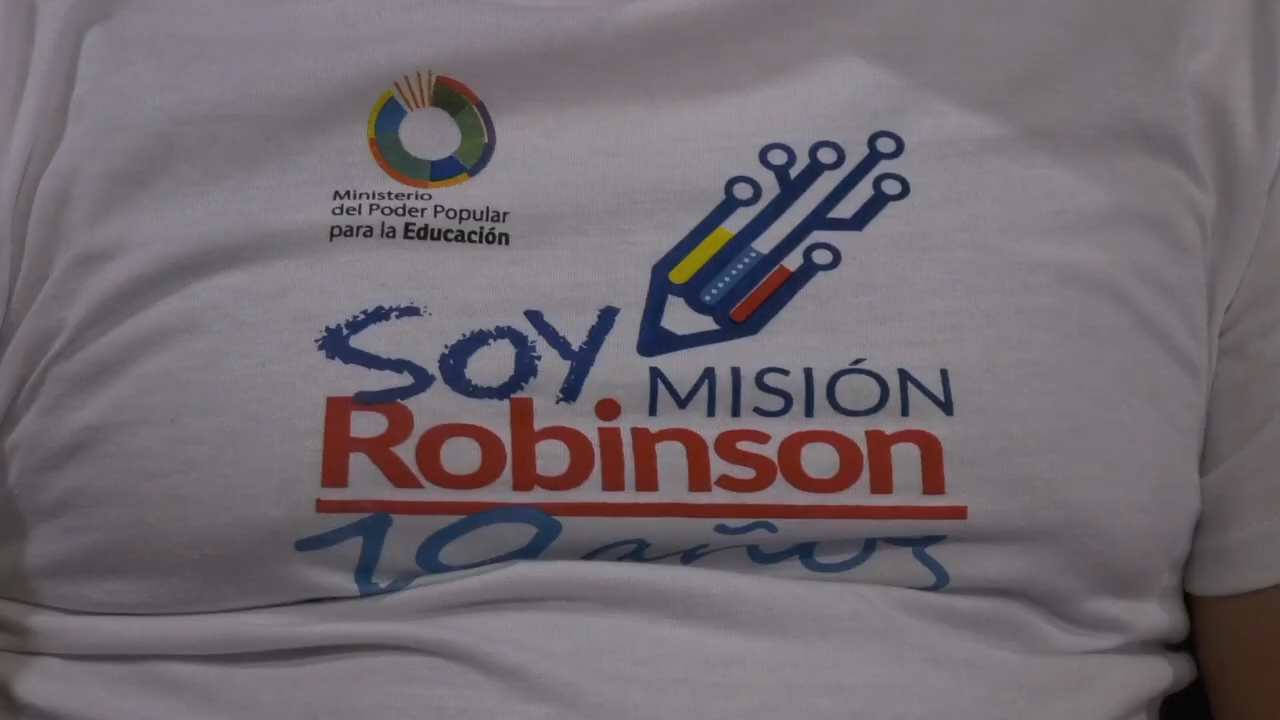 Ministerio
del Poder Popular
para la Educación
Soy MISIÓN
Robinson
10 años